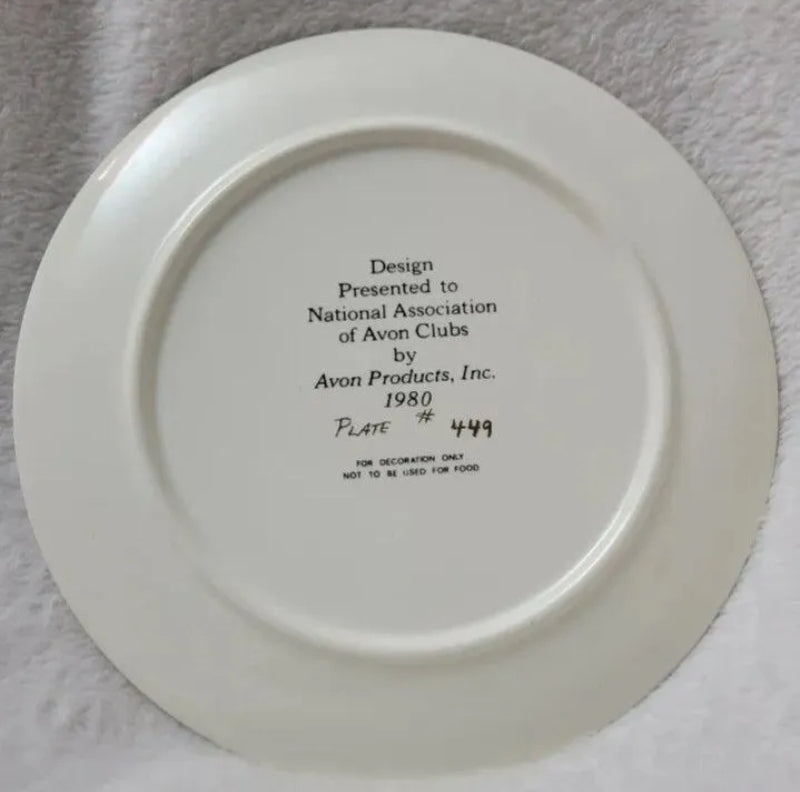 Design
Presented to
National Association
of Avon Clubs
by
Avon Products, Inc.
1980
PLATE # 449
FOR DECORATION ONLY
NOT TO BE USED FOR FOOD